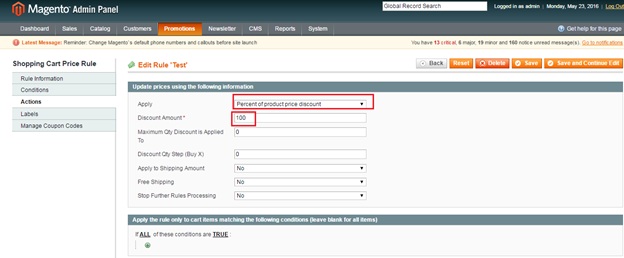 Magento Admin Panel
Global Record Search
Logged in as admin | Monday, May 23, 2016 | Log Out
Dashboard Sales Catalog Customers Promotions Newsletter CMS Reports System
Get help for this page
Latest Message: Reminder: Change Magento's default phone numbers and callouts before site launch
You have 13 critical, 6 major, 19 minor and 160 notice unread message(s). Go to notifications
Shopping Cart Price Rule
Rule Information
Conditions
Actions
Labels
Manage Coupon Codes
Edit Rule 'Test'
Back Reset Delete Save Save and Continue Edit
Update prices using the following information
Apply Percent of product price discount
Discount Amount * 100
Maximum Qty Discount is Applied 0
To
Discount Qty Step (Buy X) 0
Apply to Shipping Amount No
Free Shipping No
Stop Further Rules Processing No
Apply the rule only to cart items matching the following conditions (leave blank for all items)
If ALL of these conditions are TRUE :